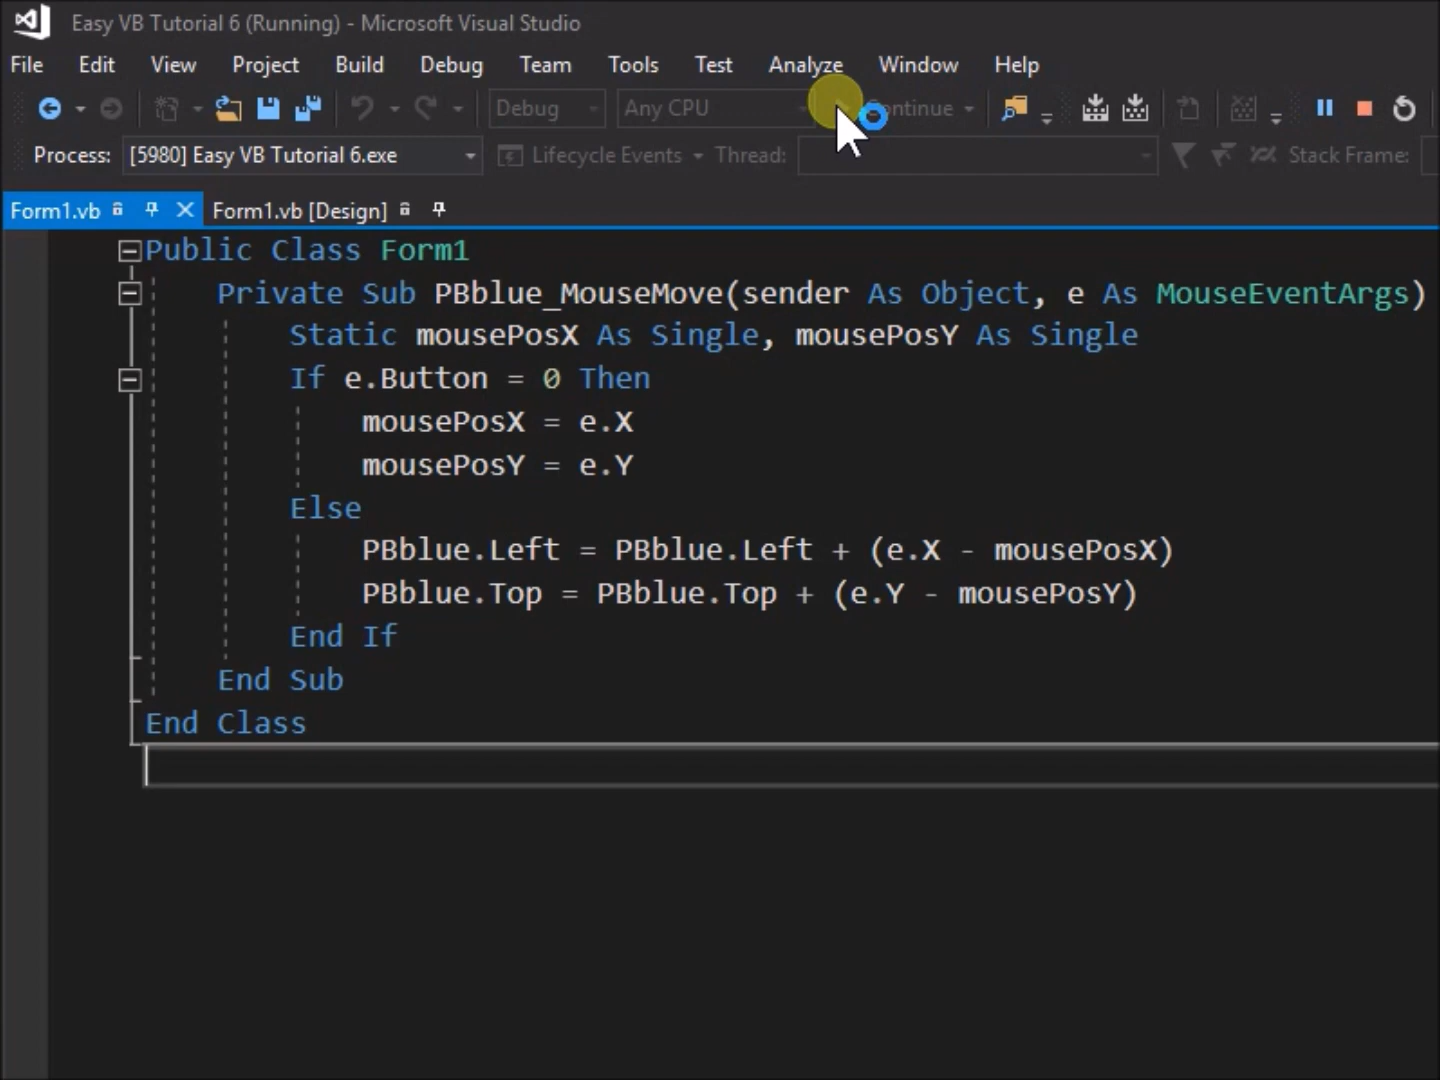 Easy VB Tutorial 6 (Running) - Microsoft Visual Studio
File Edit View Project Build Debug Team Tools Test Analyze Window Help
Debug Any CPU Continue
Process: [5980] Easy VB Tutorial 6.exe Lifecycle Events Thread: Stack Frame:
Form1.vb Form1.vb [Design]
Public Class Form1
Private Sub PBblue_MouseMove(sender As Object, e As MouseEventArgs)
Static mousePosX As Single, mousePosY As Single
If e.Button = 0 Then
mousePosX = e.X
mousePosY = e.Y
Else
PBblue.Left = PBblue.Left + (e.X - mousePosX)
PBblue.Top = PBblue.Top + (e.Y - mousePosY)
End If
End Sub
End Class